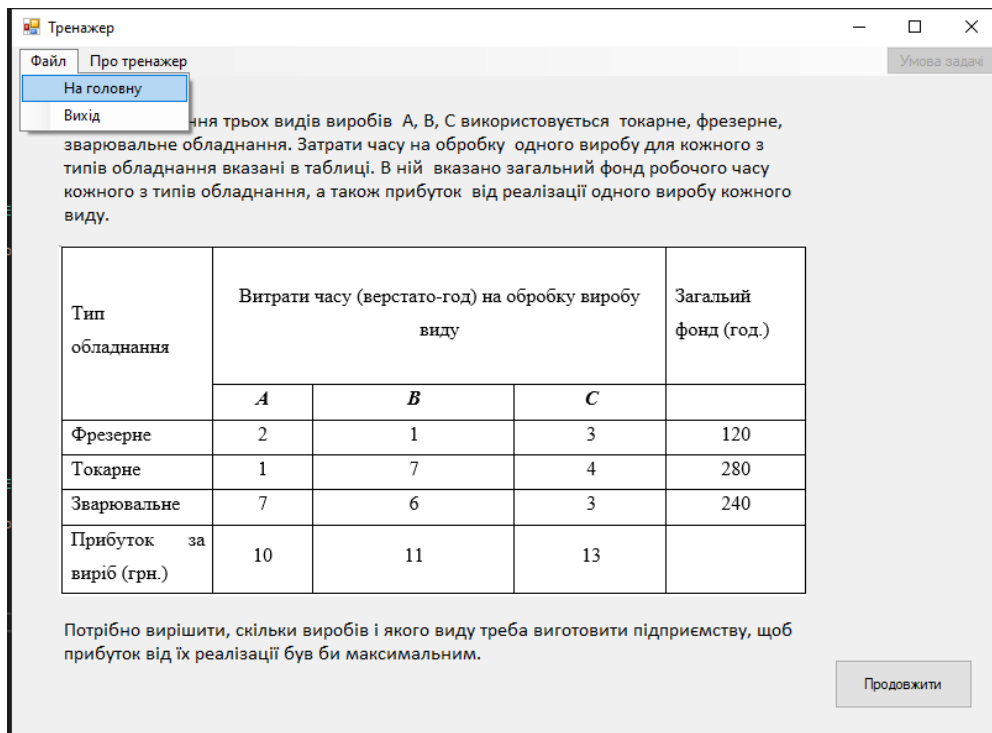 Тренажер
Файл Про тренажер Умова задачі
На головну
Вихід
ння трьох видів виробів А, В, С використовується токарне, фрезерне,
зварювальне обладнання. Затрати часу на обробку одного виробу для кожного з
типів обладнання вказані в таблиці. В ній вказано загальний фонд робочого часу
кожного з типів обладнання, а також прибуток від реалізації одного виробу кожного
виду.
Тип
обладнання
Витрати часу (верстато-год) на обробку виробу
виду
Загальий
фонд (год.)
A B C
Фрезерне 2 1 3 120
Токарне 1 7 4 280
Зварювальне 7 6 3 240
Прибуток за
виріб (грн.) 10 11 13
Потрібно вирішити, скільки виробів і якого виду треба виготовити підприємству, щоб
прибуток від їх реалізації був би максимальним.
Продовжити